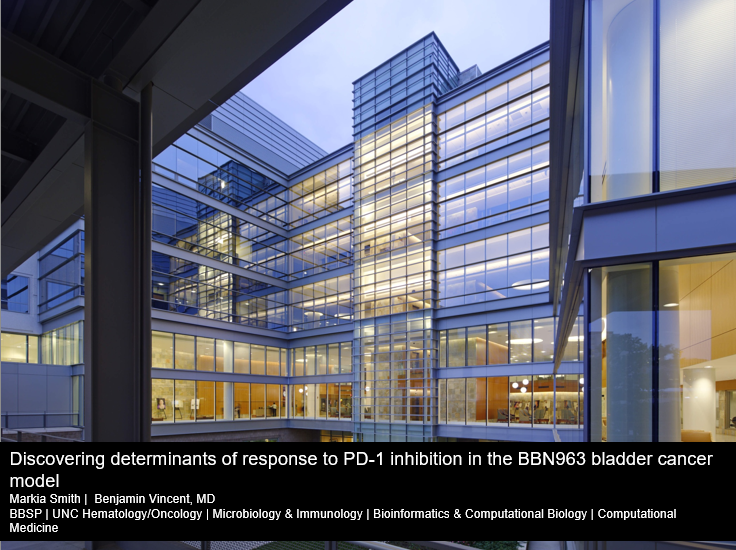 Discovering determinants of response to PD-1 inhibition in the BBN963 bladder cancer
model
Markia Smith | Benjamin Vincent, MD
BBSP | UNC Hematology/Oncology | Microbiology & Immunology | Bioinformatics & Computational Biology | Computational
Medicine